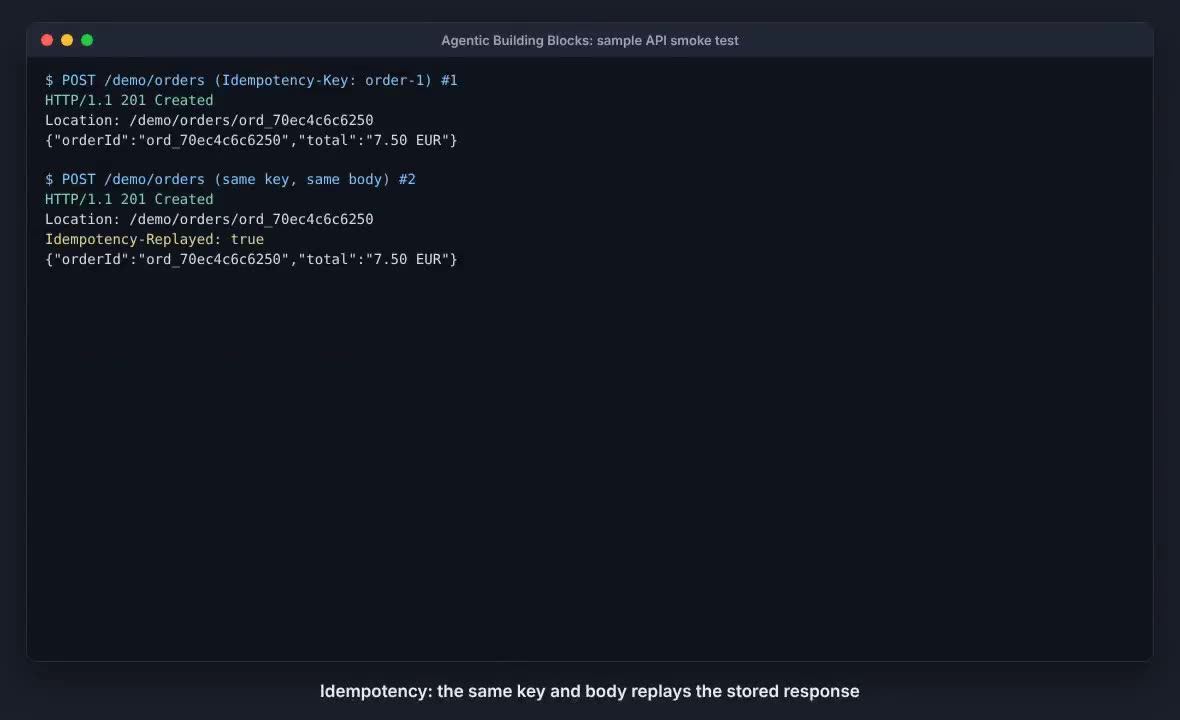 Agentic Building Blocks: sample API smoke test
$ POST /demo/orders (Idempotency-Key: order-1) #1
HTTP/1.1 201 Created
Location: /demo/orders/ord_70ec4c6c6250
{"orderId":"ord_70ec4c6c6250","total":"7.50 EUR"}
$ POST /demo/orders (same key, same body) #2
HTTP/1.1 201 Created
Location: /demo/orders/ord_70ec4c6c6250
Idempotency-Replayed: true
{"orderId":"ord_70ec4c6c6250","total":"7.50 EUR"}
Idempotency: the same key and body replays the stored response